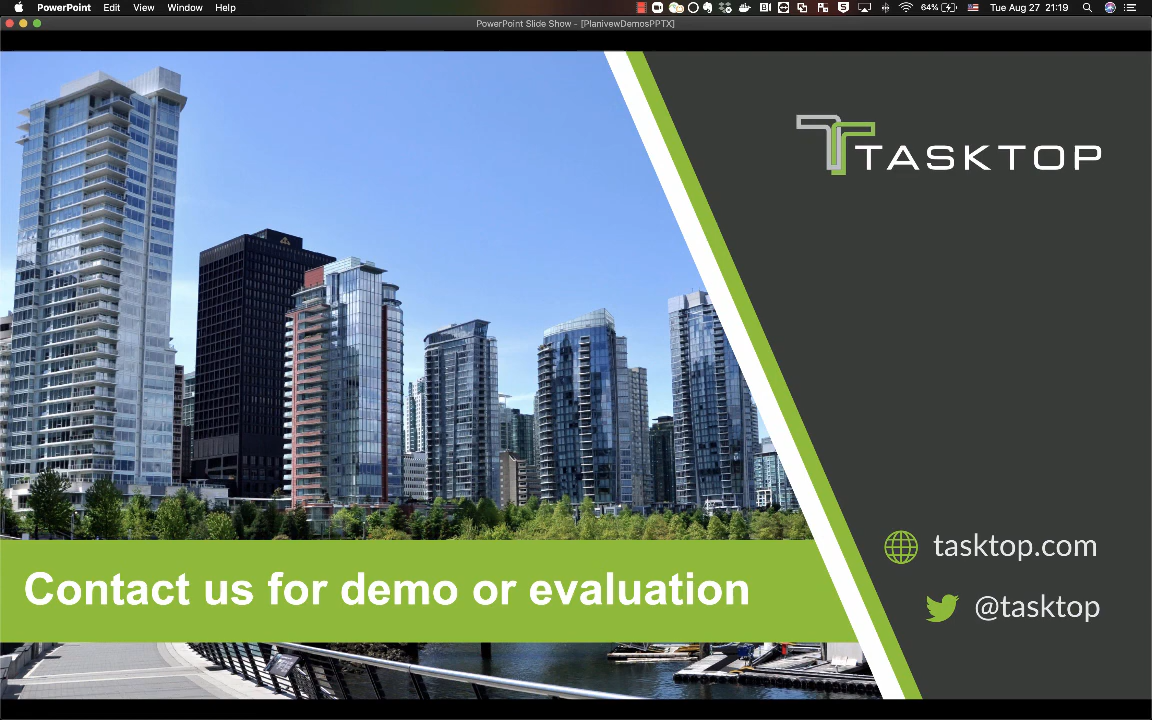 PowerPoint Edit View Window Help
64% Tue Aug 27 21:19
PowerPoint Slide Show - [PlanivewDemosPPTX]
TASKTOP
tasktop.com
Contact us for demo or evaluation
@tasktop